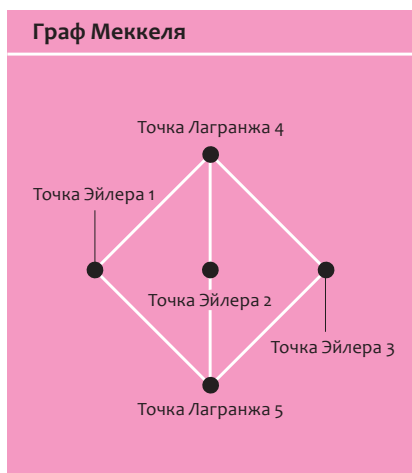 Граф Меккеля
Точка Лагранжа 4
Точка Эйлера 1
Точка Эйлера 2
Точка Эйлера 3
Точка Лагранжа 5